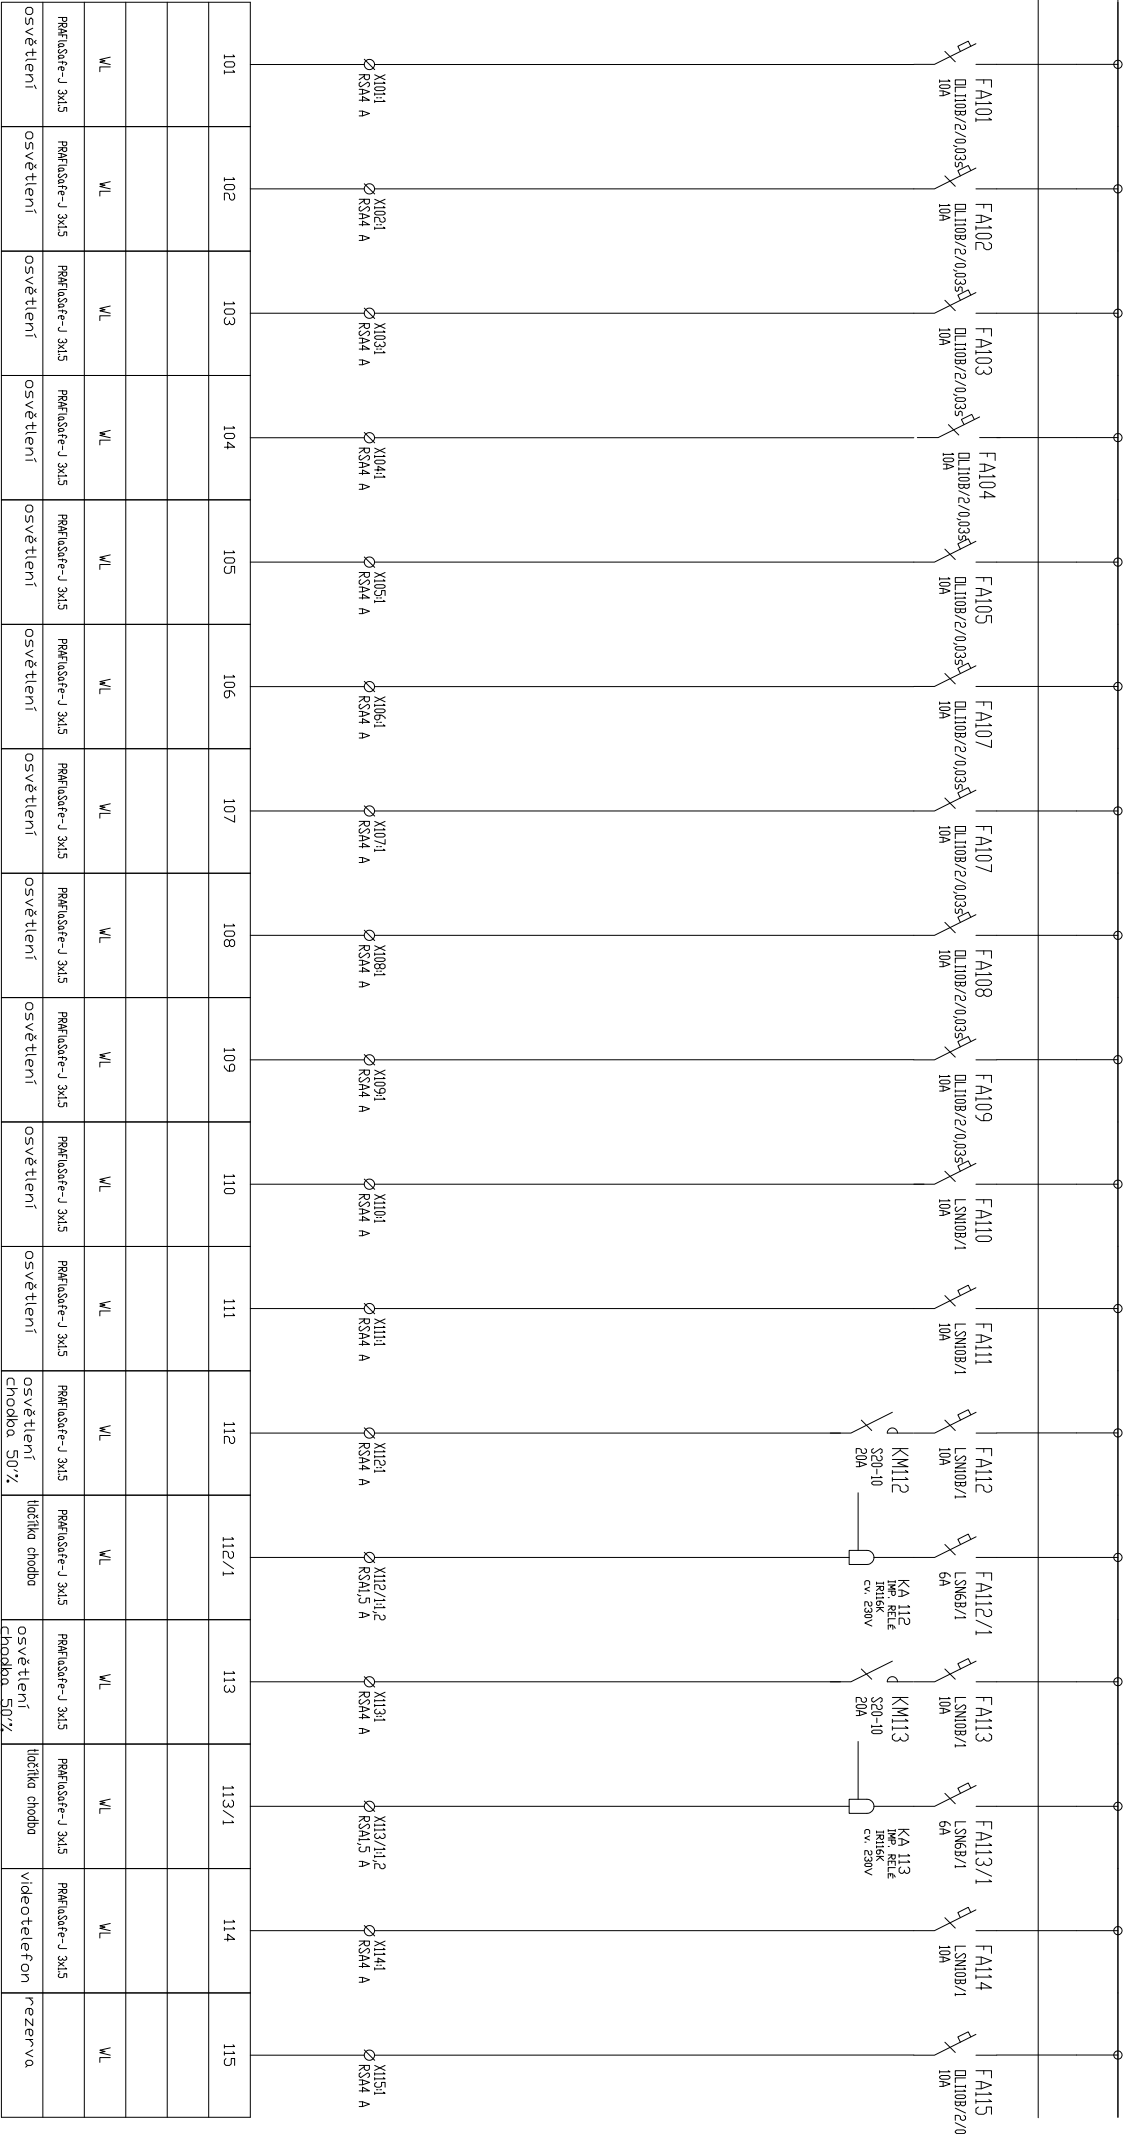 FA101
OLI10B/2/0,03s
10A
FA102
OLI10B/2/0,03s
10A
FA103
OLI10B/2/0,03s
10A
FA104
OLI10B/2/0,03s
10A
FA105
OLI10B/2/0,03s
10A
FA107
OLI10B/2/0,03s
10A
FA107
OLI10B/2/0,03s
10A
FA108
OLI10B/2/0,03s
10A
FA109
OLI10B/2/0,03s
10A
FA110
LSN10B/1
10A
FA111
LSN10B/1
10A
FA112
LSN10B/1
10A
FA112/1
LSN6B/1
6A
FA113
LSN10B/1
10A
FA113/1
LSN6B/1
6A
FA114
LSN10B/1
10A
FA115
OLI10B/2/0
10A
KM112
S20-10
20A
KA 112
IMP. RELÉ
IR116K
cv. 230V
KM113
S20-10
20A
KA 113
IMP. RELÉ
IR116K
cv. 230V
X101:1
RSA4 A
X102:1
RSA4 A
X103:1
RSA4 A
X104:1
RSA4 A
X105:1
RSA4 A
X106:1
RSA4 A
X107:1
RSA4 A
X108:1
RSA4 A
X109:1
RSA4 A
X110:1
RSA4 A
X111:1
RSA4 A
X112:1
RSA4 A
X112/1:1,2
RSA1,5 A
X113:1
RSA4 A
X113/1:1,2
RSA1,5 A
X114:1
RSA4 A
X115:1
RSA4 A
101 102 103 104 105 106 107 108 109 110 111 112 112/1 113 113/1 114 115
WL WL WL WL WL WL WL WL WL WL WL WL WL WL WL WL WL
PRAFlaSafe-J 3x1.5 PRAFlaSafe-J 3x1.5 PRAFlaSafe-J 3x1.5 PRAFlaSafe-J 3x1.5 PRAFlaSafe-J 3x1.5 PRAFlaSafe-J 3x1.5 PRAFlaSafe-J 3x1.5 PRAFlaSafe-J 3x1.5 PRAFlaSafe-J 3x1.5 PRAFlaSafe-J 3x1.5 PRAFlaSafe-J 3x1.5 PRAFlaSafe-J 3x1.5 PRAFlaSafe-J 3x1.5 PRAFlaSafe-J 3x1.5 PRAFlaSafe-J 3x1.5 PRAFlaSafe-J 3x1.5
osvětlení
osvětlení
osvětlení
osvětlení
osvětlení
osvětlení
osvětlení
osvětlení
osvětlení
osvětlení
osvětlení
osvětlení
chodba 50%
tlačítka chodba
osvětlení
chodba 50%
tlačítka chodba
videotelefon
rezerva